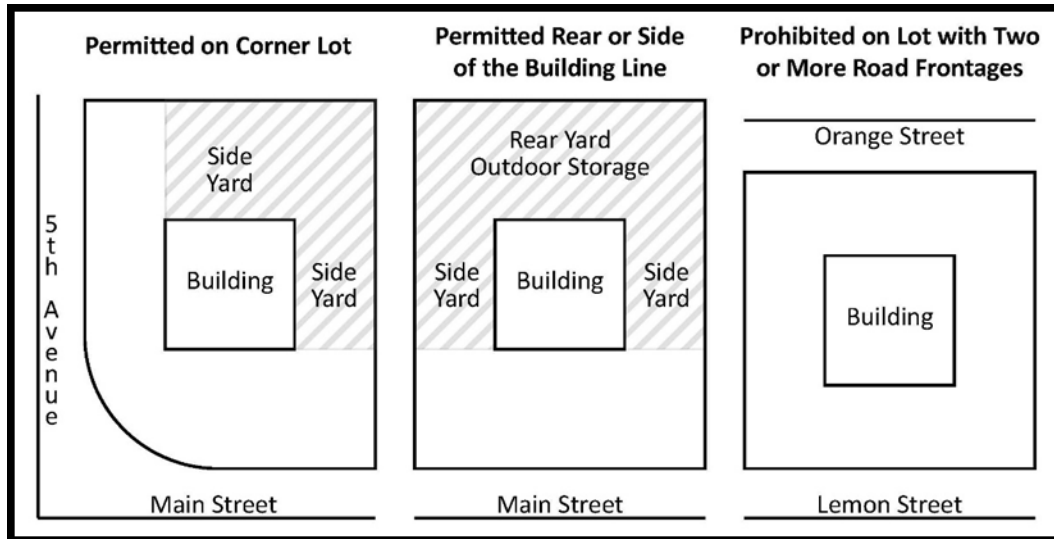 Permitted on Corner Lot
5th Avenue
Side
Yard
Building
Side
Yard
Main Street
Permitted Rear or Side
of the Building Line
Rear Yard
Outdoor Storage
Side
Yard
Building
Side
Yard
Main Street
Prohibited on Lot with Two
or More Road Frontages
Orange Street
Building
Lemon Street